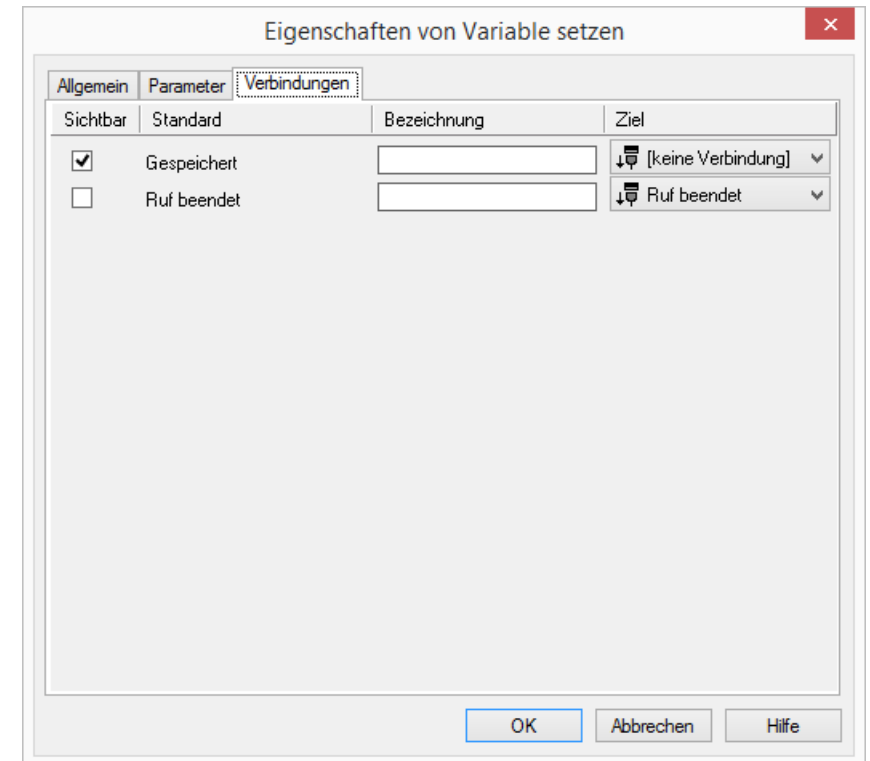 Eigenschaften von Variable setzen
Allgemein Parameter Verbindungen
Sichtbar Standard Bezeichnung Ziel
Gespeichert [keine Verbindung]
Ruf beendet Ruf beendet
OK Abbrechen Hilfe